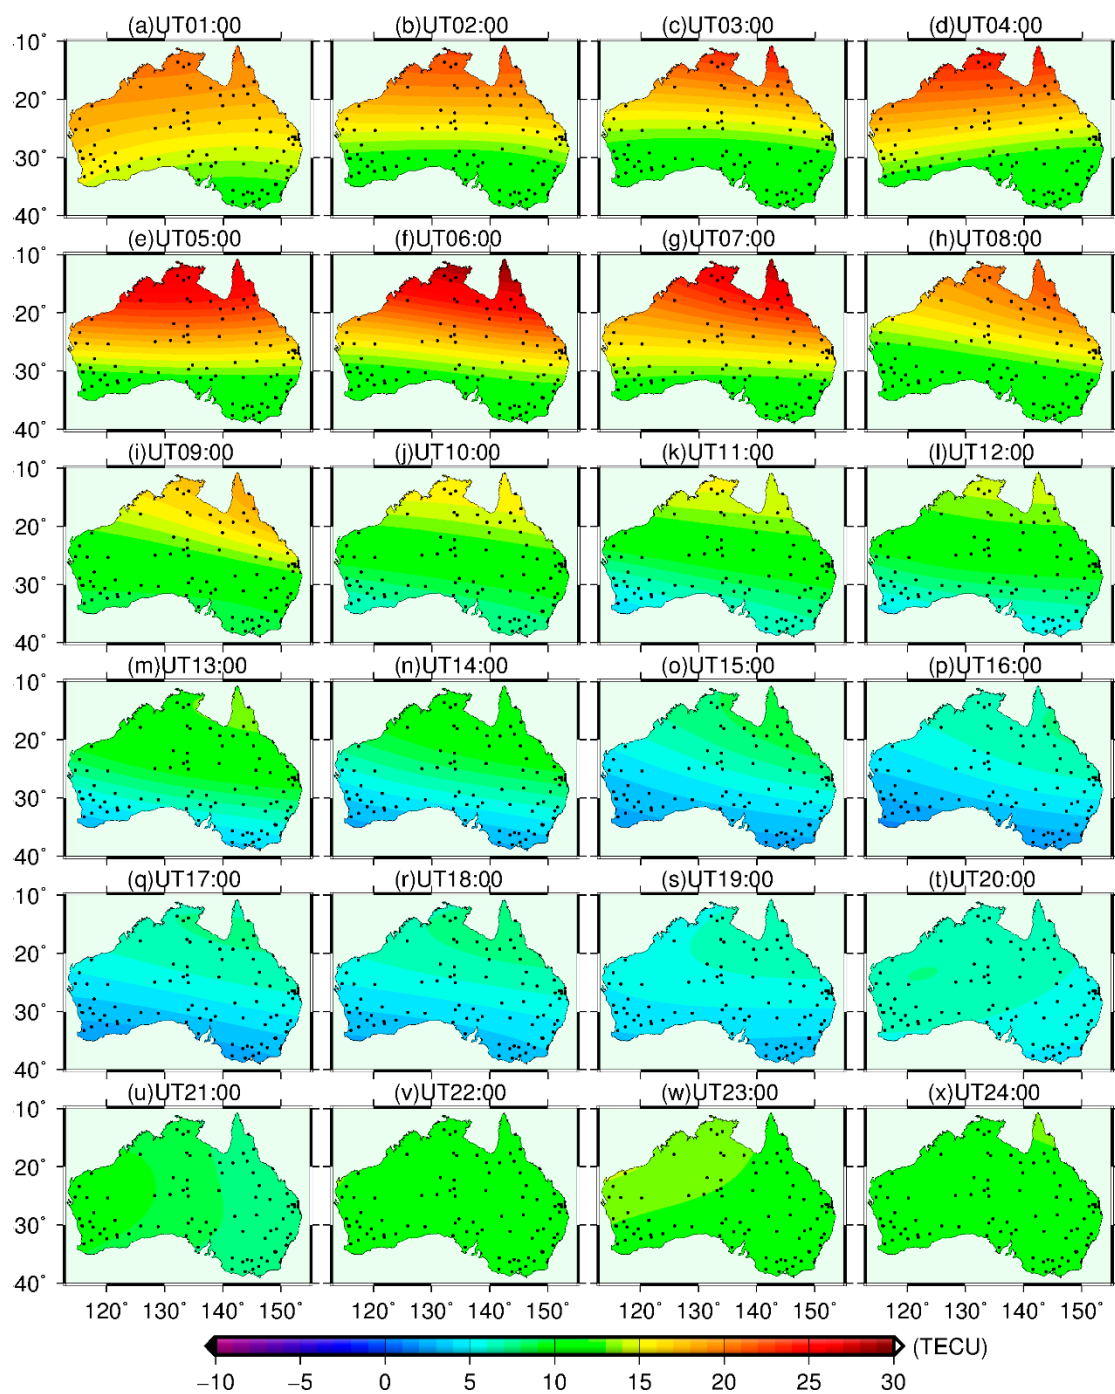 (a)UT01:00 (b)UT02:00 (c)UT03:00 (d)UT04:00
-10°
-20°
-30°
-40°
(e)UT05:00 (f)UT06:00 (g)UT07:00 (h)UT08:00
-10°
-20°
-30°
-40°
(i)UT09:00 (j)UT10:00 (k)UT11:00 (l)UT12:00
-10°
-20°
-30°
-40°
(m)UT13:00 (n)UT14:00 (o)UT15:00 (p)UT16:00
-10°
-20°
-30°
-40°
(q)UT17:00 (r)UT18:00 (s)UT19:00 (t)UT20:00
-10°
-20°
-30°
-40°
(u)UT21:00 (v)UT22:00 (w)UT23:00 (x)UT24:00
-10°
-20°
-30°
-40°
120° 130° 140° 150° 120° 130° 140° 150° 120° 130° 140° 150° 120° 130° 140° 150°
(TECU)
−10 −5 0 5 10 15 20 25 30